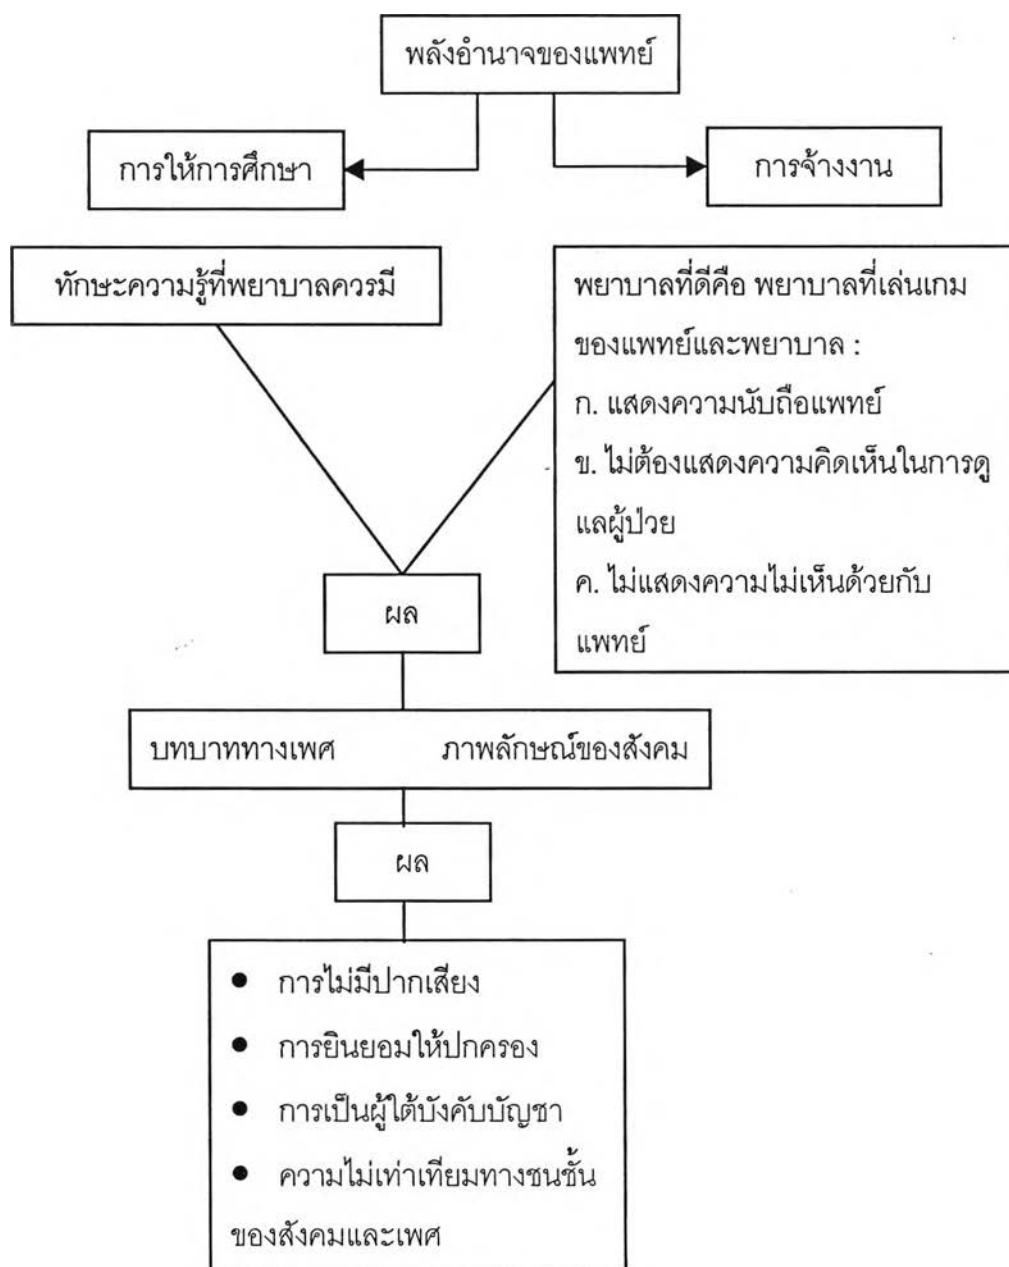 พลังอำนาจของแพทย์
การให้การศึกษา
การจ้างงาน
ทักษะความรู้ที่พยาบาลควรมี
พยาบาลที่ดีคือ พยาบาลที่เล่นเกม
ของแพทย์และพยาบาล :
ก. แสดงความนับถือแพทย์
ข. ไม่ต้องแสดงความคิดเห็นในการดู
แลผู้ป่วย
ค. ไม่แสดงความไม่เห็นด้วยกับ
แพทย์
ผล
บทบาททางเพศ ภาพลักษณ์ของสังคม
ผล
• การไม่มีปากเสียง
• การยินยอมให้ปกครอง
• การเป็นผู้ใต้บังคับบัญชา
• ความไม่เท่าเทียมทางชนชั้น
ของสังคมและเพศ